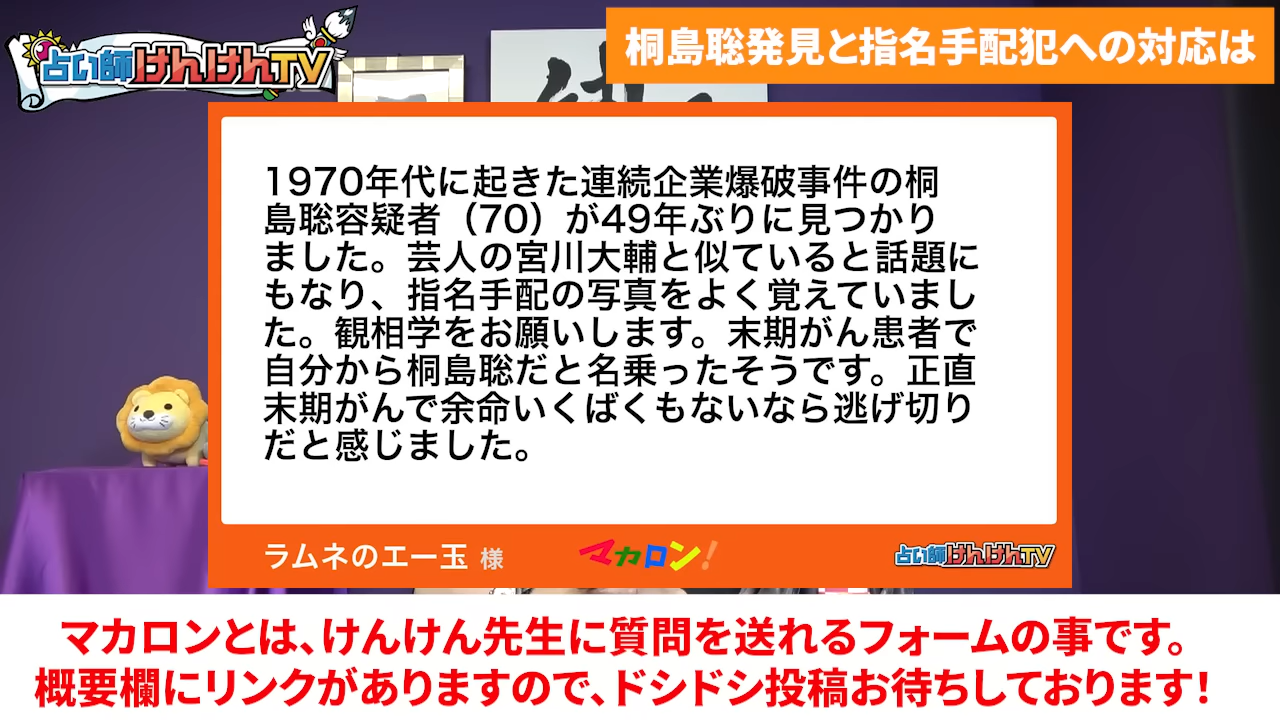 占い師けんけんTV
桐島聡発見と指名手配犯への対応は
1970年代に起きた連続企業爆破事件の桐
島聡容疑者（70）が49年ぶりに見つかり
ました。芸人の宮川大輔と似ていると話題に
もなり、指名手配の写真をよく覚えていまし
た。観相学をお願いします。末期がん患者で
自分から桐島聡だと名乗ったそうです。正直
末期がんで余命いくばくもないなら逃げ切り
だと感じました。
ラムネのエー玉 様
マカロン!
占い師けんけんTV
マカロンとは、けんけん先生に質問を送れるフォームの事です。
概要欄にリンクがありますので、ドシドシ投稿お待ちしております!